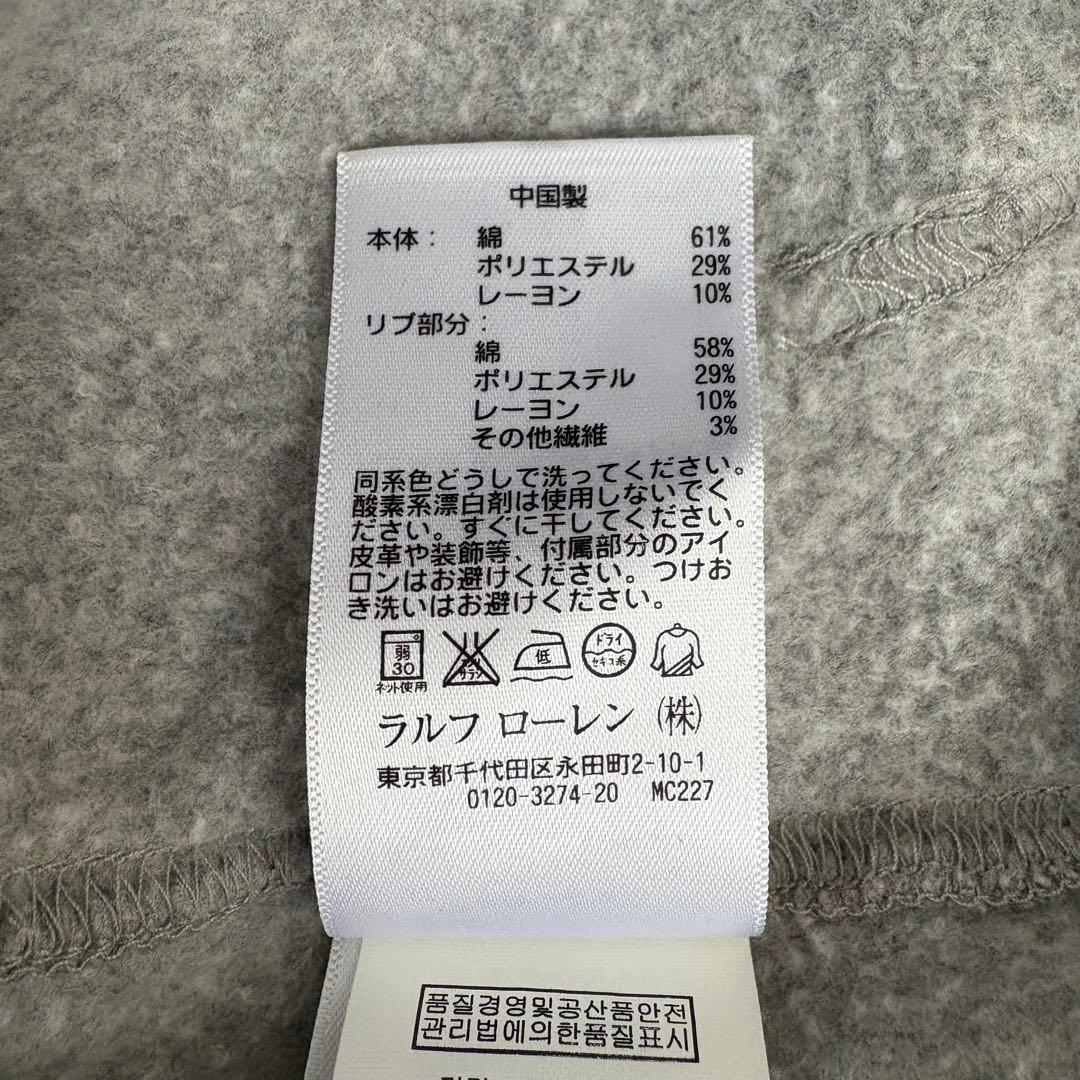 中国製
本体： 綿 61%
ポリエステル 29%
レーヨン 10%
リブ部分：
綿 58%
ポリエステル 29%
レーヨン 10%
その他繊維 3%
同系色どうしで洗ってください。
酸素系漂白剤は使用しないでく
ださい。すぐに干してください。
皮革や装飾等、付属部分のアイ
ロンはお避けください。つけお
き洗いはお避けください。
弱 30 エンソサラシ 低 ドライ セキユ系
ネット使用
ラルフ ローレン ㈱
東京都千代田区永田町2-10-1
0120-3274-20 MC227
품질경영및공산품안전
관리법에의한품질표시